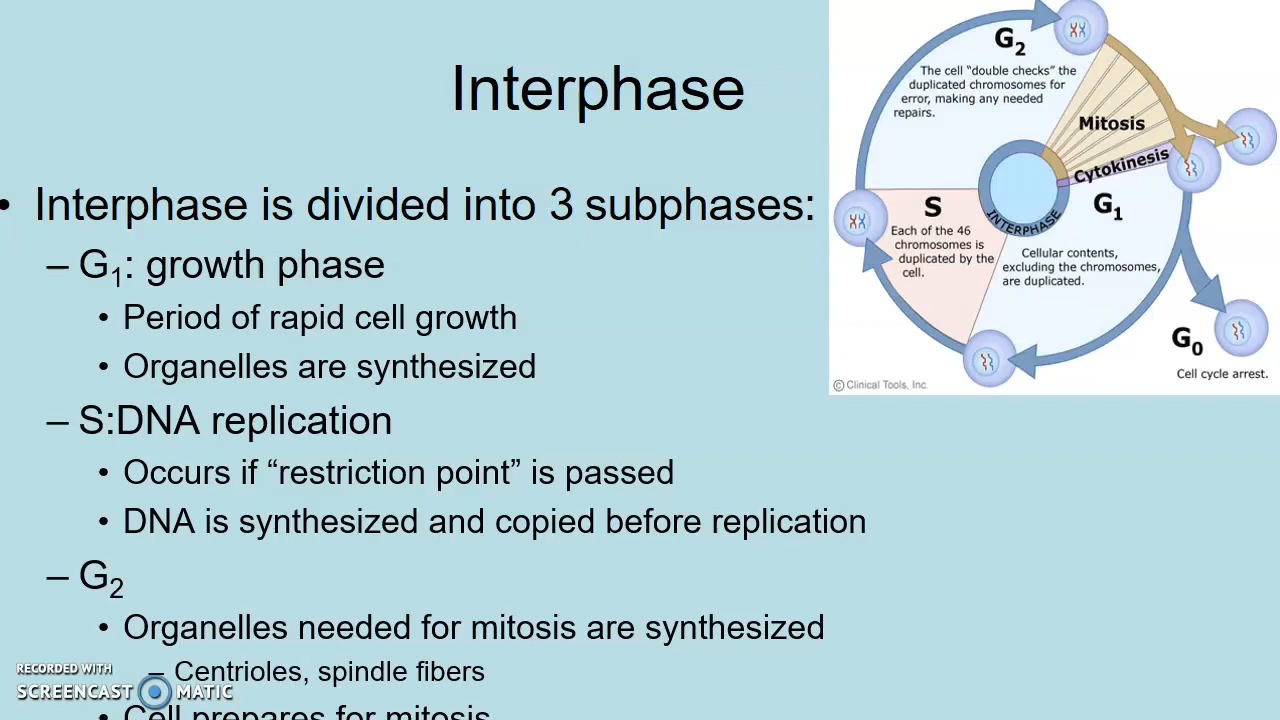 Interphase
• Interphase is divided into 3 subphases:
– G₁: growth phase
• Period of rapid cell growth
• Organelles are synthesized
– S:DNA replication
• Occurs if “restriction point” is passed
• DNA is synthesized and copied before replication
– G₂
• Organelles needed for mitosis are synthesized
– Centrioles, spindle fibers
• Cell prepares for mitosis
G₂
The cell “double checks” the
duplicated chromosomes for
error, making any needed
repairs.
Mitosis
Cytokinesis
G₁
Cellular contents,
excluding the chromosomes,
are duplicated.
S
Each of the 46
chromosomes is
duplicated by the
cell.
INTERPHASE
G₀
Cell cycle arrest.
© Clinical Tools, Inc.
RECORDED WITH
SCREENCAST MATIC